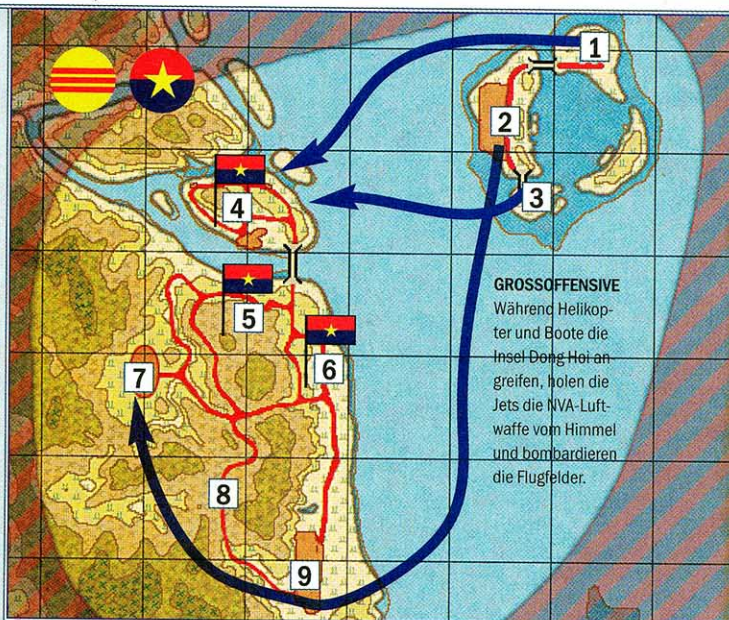 1
2
3
4
5
6
7
8
9
GROSSOFFENSIVE
Während Helikop-
ter und Boote die
Insel Dong Hoi an-
greifen, holen die
Jets die NVA-Luft-
waffe vom Himmel
und bombardieren
die Flugfelder.